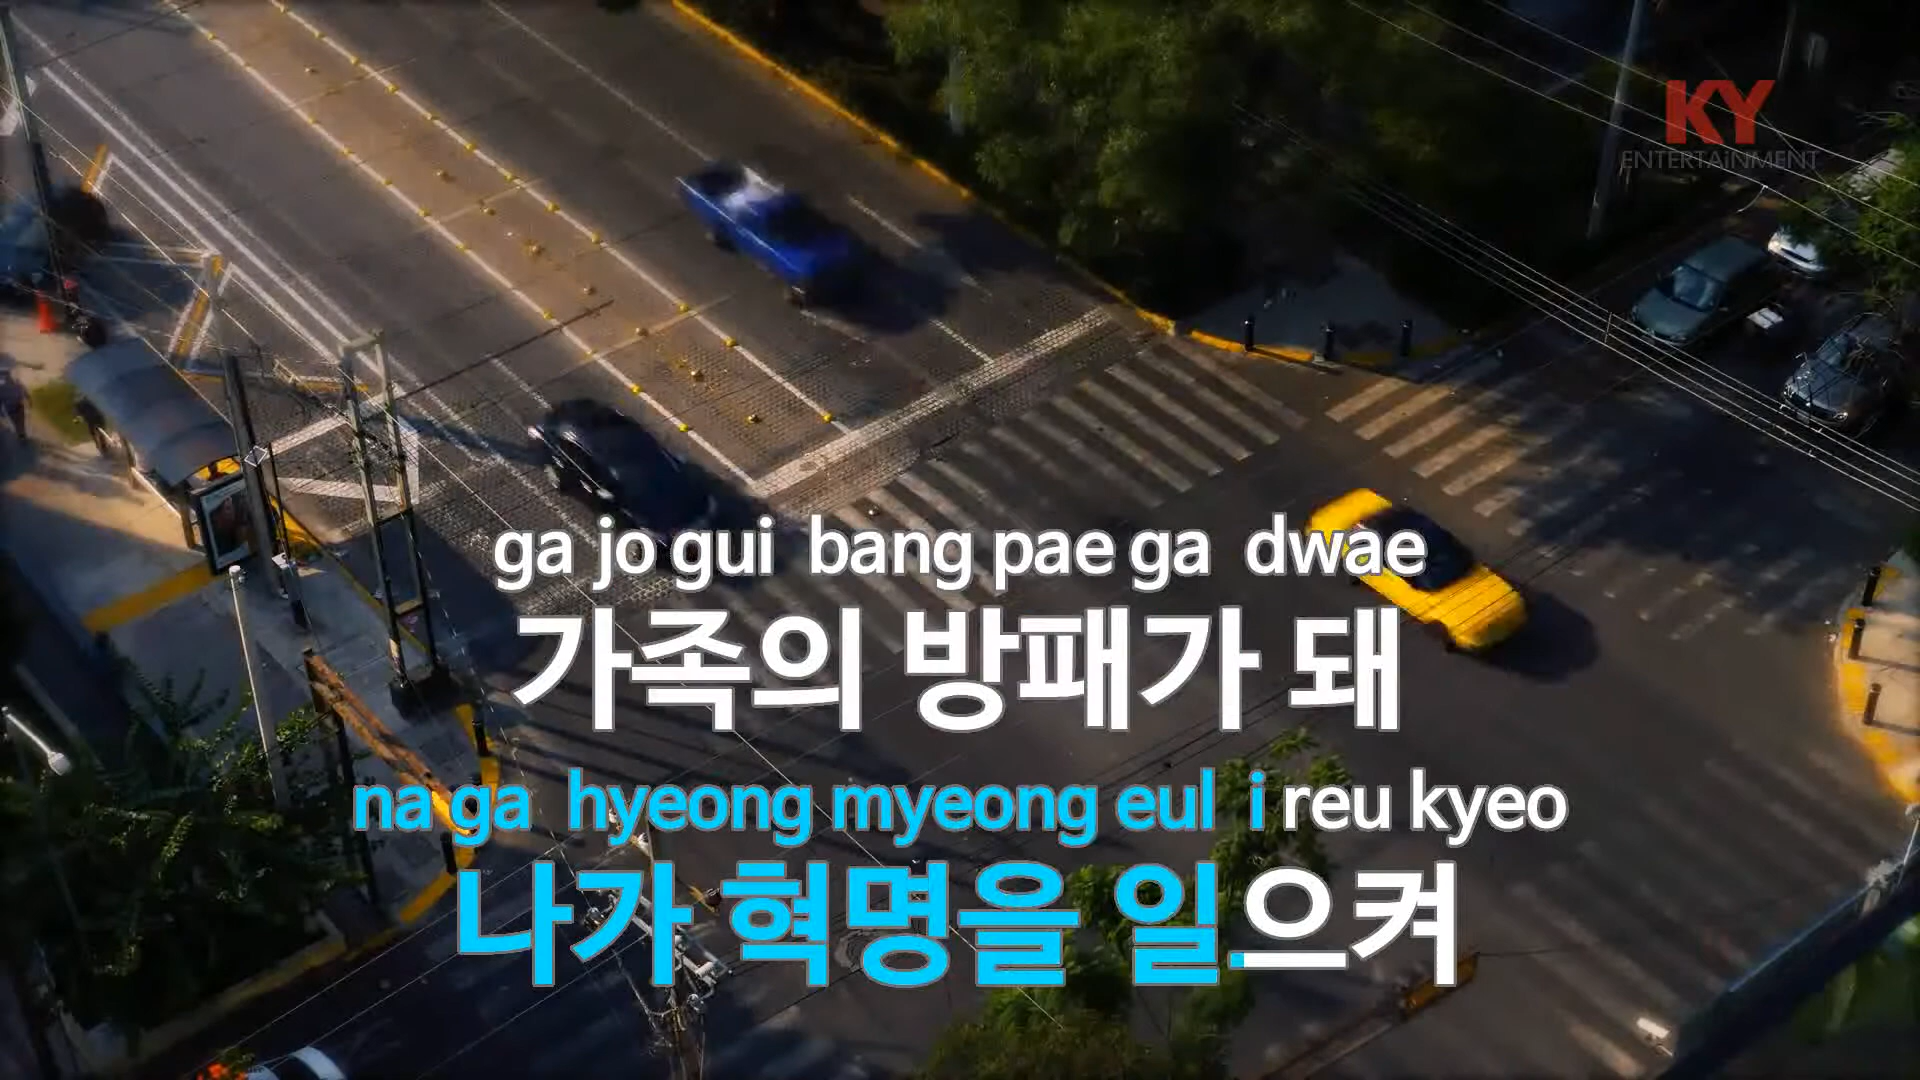 KY
ENTERTAiNMENT
ga jo gui bang pae ga dwae
가족의 방패가 돼
na ga hyeong myeong eul i reu kyeo
나가 혁명을 일으켜